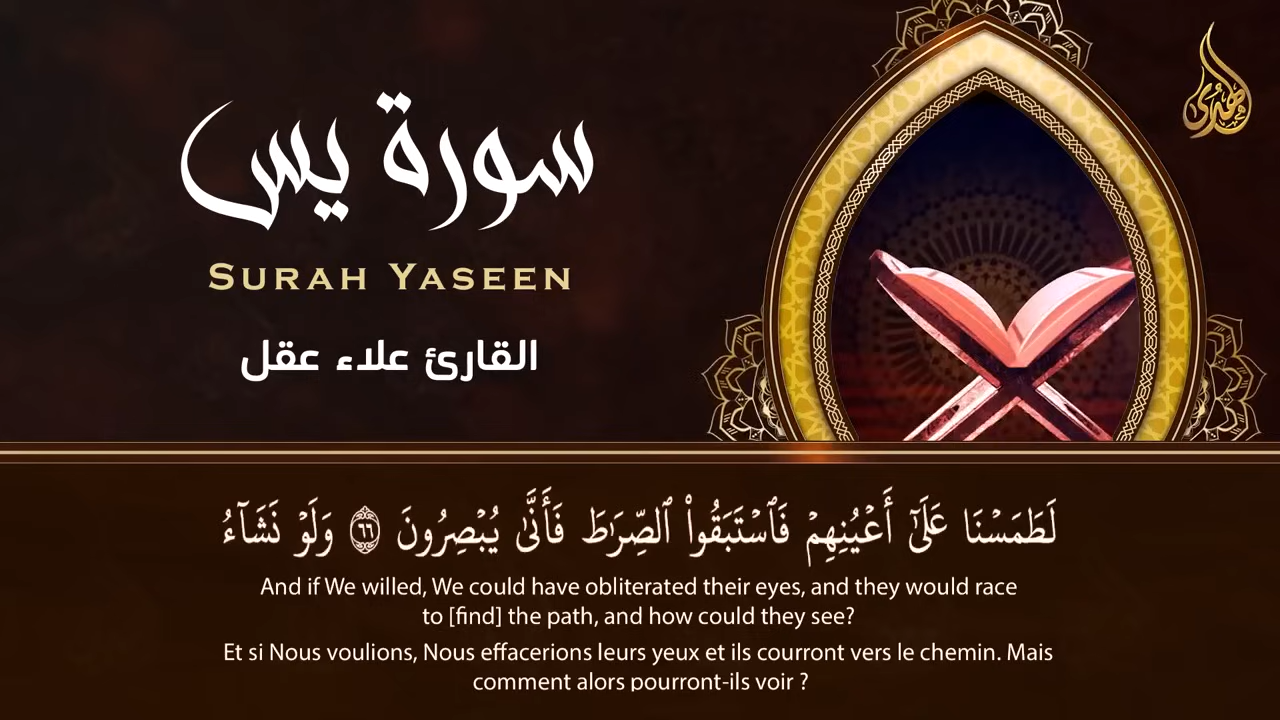 سورة يس
SURAH YASEEN
القارئ علاء عقل
الهدى
لَطَمَسْنَا عَلَىٰٓ أَعْيُنِهِمْ فَٱسْتَبَقُوا۟ ٱلصِّرَٰطَ فَأَنَّىٰ يُبْصِرُونَ ٦٦ وَلَوْ نَشَآءُ
And if We willed, We could have obliterated their eyes, and they would race
to [find] the path, and how could they see?
Et si Nous voulions, Nous effacerions leurs yeux et ils courront vers le chemin. Mais
comment alors pourront-ils voir ?